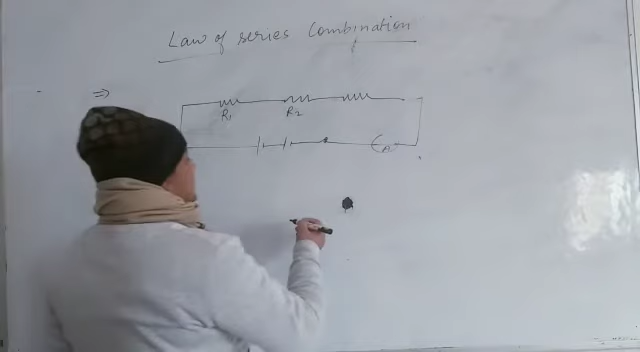 Law of series Combination
⇒
R₁ R₂
A